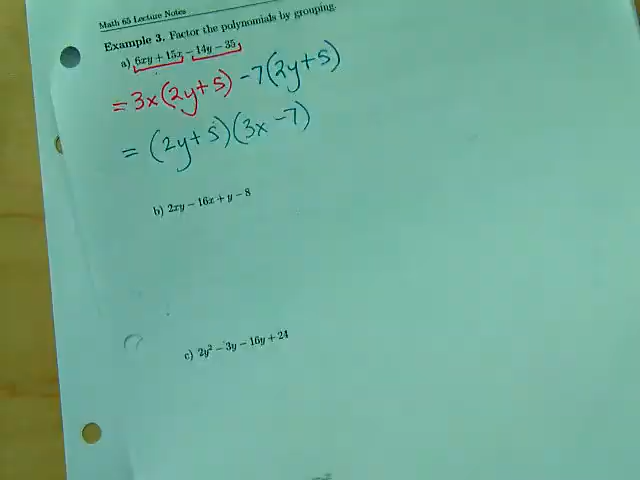 Math 65 Lecture Notes
Example 3. Factor the polynomials by grouping.
a) 6xy + 15x - 14y - 35
= 3x(2y+5) - 7(2y+5)
= (2y+5)(3x-7)
b) 2xy - 16x + y - 8
c) 2y² - 3y - 16y + 24